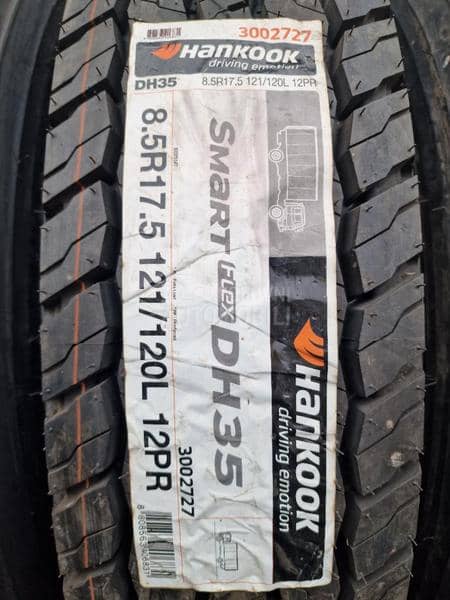 3002727
HANKOOK
driving emotion
DH35
8.5R17.5 121/120L 12PR
SMART FLEX DH35
8.5R17.5 121/120L 12PR
3002727
HANKOOK
driving emotion